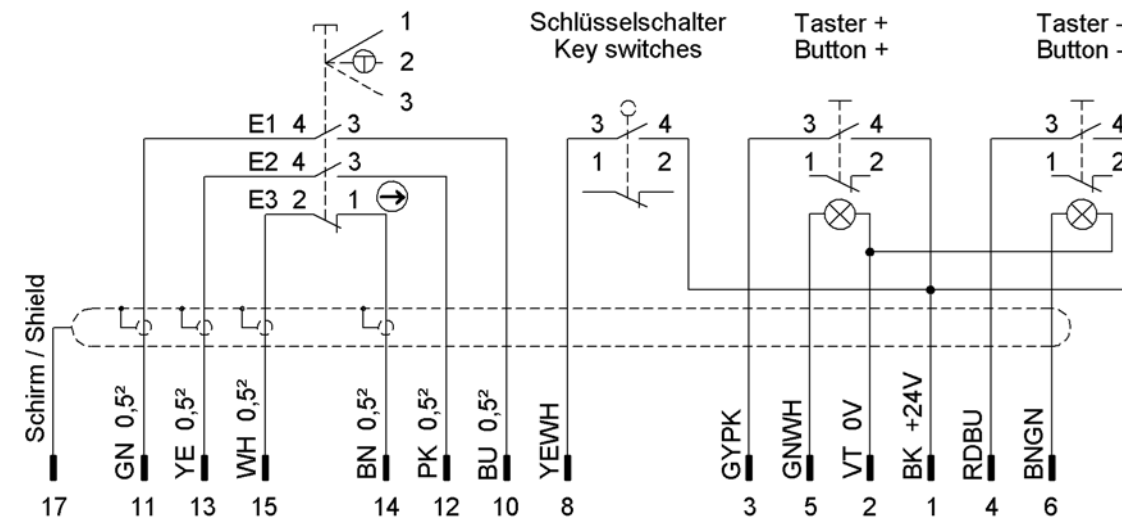 1
Schlüsselschalter
Key switches
Taster +
Button +
Taster -
Button -
2
3
E1 4 3
3 4
3 4
3 4
E2 4 3
1 2
1 2
1 2
E3 2 1
Schirm / Shield
GN 0,5²
YE 0,5²
WH 0,5²
BN 0,5²
PK 0,5²
BU 0,5²
YEWH
GYPK
GNWH
VT 0V
BK +24V
RDBU
BNGN
17 11 13 15 14 12 10 8 3 5 2 1 4 6